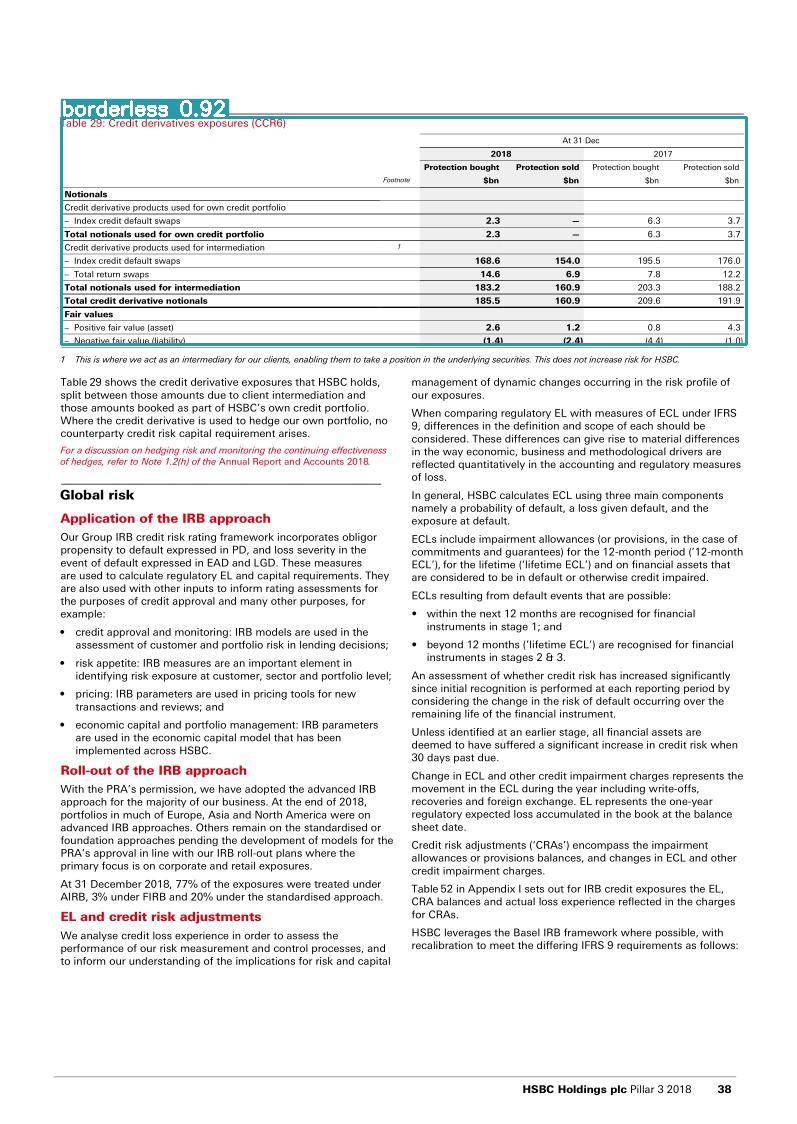 borderless 0.92
able 29: Credit derivatives exposures (CCR6)
At 31 Dec
2018 2017
Protection bought Protection sold Protection bought Protection sold
Footnote $bn $bn $bn $bn
Notionals
Credit derivative products used for own credit portfolio
– Index credit default swaps 2.3 — 6.3 3.7
Total notionals used for own credit portfolio 2.3 — 6.3 3.7
Credit derivative products used for intermediation 1
– Index credit default swaps 168.6 154.0 195.5 176.0
– Total return swaps 14.6 6.9 7.8 12.2
Total notionals used for intermediation 183.2 160.9 203.3 188.2
Total credit derivative notionals 185.5 160.9 209.6 191.9
Fair values
– Positive fair value (asset) 2.6 1.2 0.8 4.3
– Negative fair value (liability) (1.4) (2.4) (4.4) (1.0)
1 This is where we act as an intermediary for our clients, enabling them to take a position in the underlying securities. This does not increase risk for HSBC.
Table 29 shows the credit derivative exposures that HSBC holds,
split between those amounts due to client intermediation and
those amounts booked as part of HSBC's own credit portfolio.
Where the credit derivative is used to hedge our own portfolio, no
counterparty credit risk capital requirement arises.
For a discussion on hedging risk and monitoring the continuing effectiveness
of hedges, refer to Note 1.2(h) of the Annual Report and Accounts 2018.
Global risk
Application of the IRB approach
Our Group IRB credit risk rating framework incorporates obligor
propensity to default expressed in PD, and loss severity in the
event of default expressed in EAD and LGD. These measures
are used to calculate regulatory EL and capital requirements. They
are also used with other inputs to inform rating assessments for
the purposes of credit approval and many other purposes, for
example:
• credit approval and monitoring: IRB models are used in the
assessment of customer and portfolio risk in lending decisions;
• risk appetite: IRB measures are an important element in
identifying risk exposure at customer, sector and portfolio level;
• pricing: IRB parameters are used in pricing tools for new
transactions and reviews; and
• economic capital and portfolio management: IRB parameters
are used in the economic capital model that has been
implemented across HSBC.
Roll-out of the IRB approach
With the PRA's permission, we have adopted the advanced IRB
approach for the majority of our business. At the end of 2018,
portfolios in much of Europe, Asia and North America were on
advanced IRB approaches. Others remain on the standardised or
foundation approaches pending the development of models for the
PRA's approval in line with our IRB roll-out plans where the
primary focus is on corporate and retail exposures.
At 31 December 2018, 77% of the exposures were treated under
AIRB, 3% under FIRB and 20% under the standardised approach.
EL and credit risk adjustments
We analyse credit loss experience in order to assess the
performance of our risk measurement and control processes, and
to inform our understanding of the implications for risk and capital
management of dynamic changes occurring in the risk profile of
our exposures.
When comparing regulatory EL with measures of ECL under IFRS
9, differences in the definition and scope of each should be
considered. These differences can give rise to material differences
in the way economic, business and methodological drivers are
reflected quantitatively in the accounting and regulatory measures
of loss.
In general, HSBC calculates ECL using three main components
namely a probability of default, a loss given default, and the
exposure at default.
ECLs include impairment allowances (or provisions, in the case of
commitments and guarantees) for the 12-month period ('12-month
ECL'), for the lifetime ('lifetime ECL') and on financial assets that
are considered to be in default or otherwise credit impaired.
ECLs resulting from default events that are possible:
• within the next 12 months are recognised for financial
instruments in stage 1; and
• beyond 12 months ('lifetime ECL') are recognised for financial
instruments in stages 2 & 3.
An assessment of whether credit risk has increased significantly
since initial recognition is performed at each reporting period by
considering the change in the risk of default occurring over the
remaining life of the financial instrument.
Unless identified at an earlier stage, all financial assets are
deemed to have suffered a significant increase in credit risk when
30 days past due.
Change in ECL and other credit impairment charges represents the
movement in the ECL during the year including write-offs,
recoveries and foreign exchange. EL represents the one-year
regulatory expected loss accumulated in the book at the balance
sheet date.
Credit risk adjustments ('CRAs') encompass the impairment
allowances or provisions balances, and changes in ECL and other
credit impairment charges.
Table 52 in Appendix I sets out for IRB credit exposures the EL,
CRA balances and actual loss experience reflected in the charges
for CRAs.
HSBC leverages the Basel IRB framework where possible, with
recalibration to meet the differing IFRS 9 requirements as follows:
HSBC Holdings plc Pillar 3 2018 38